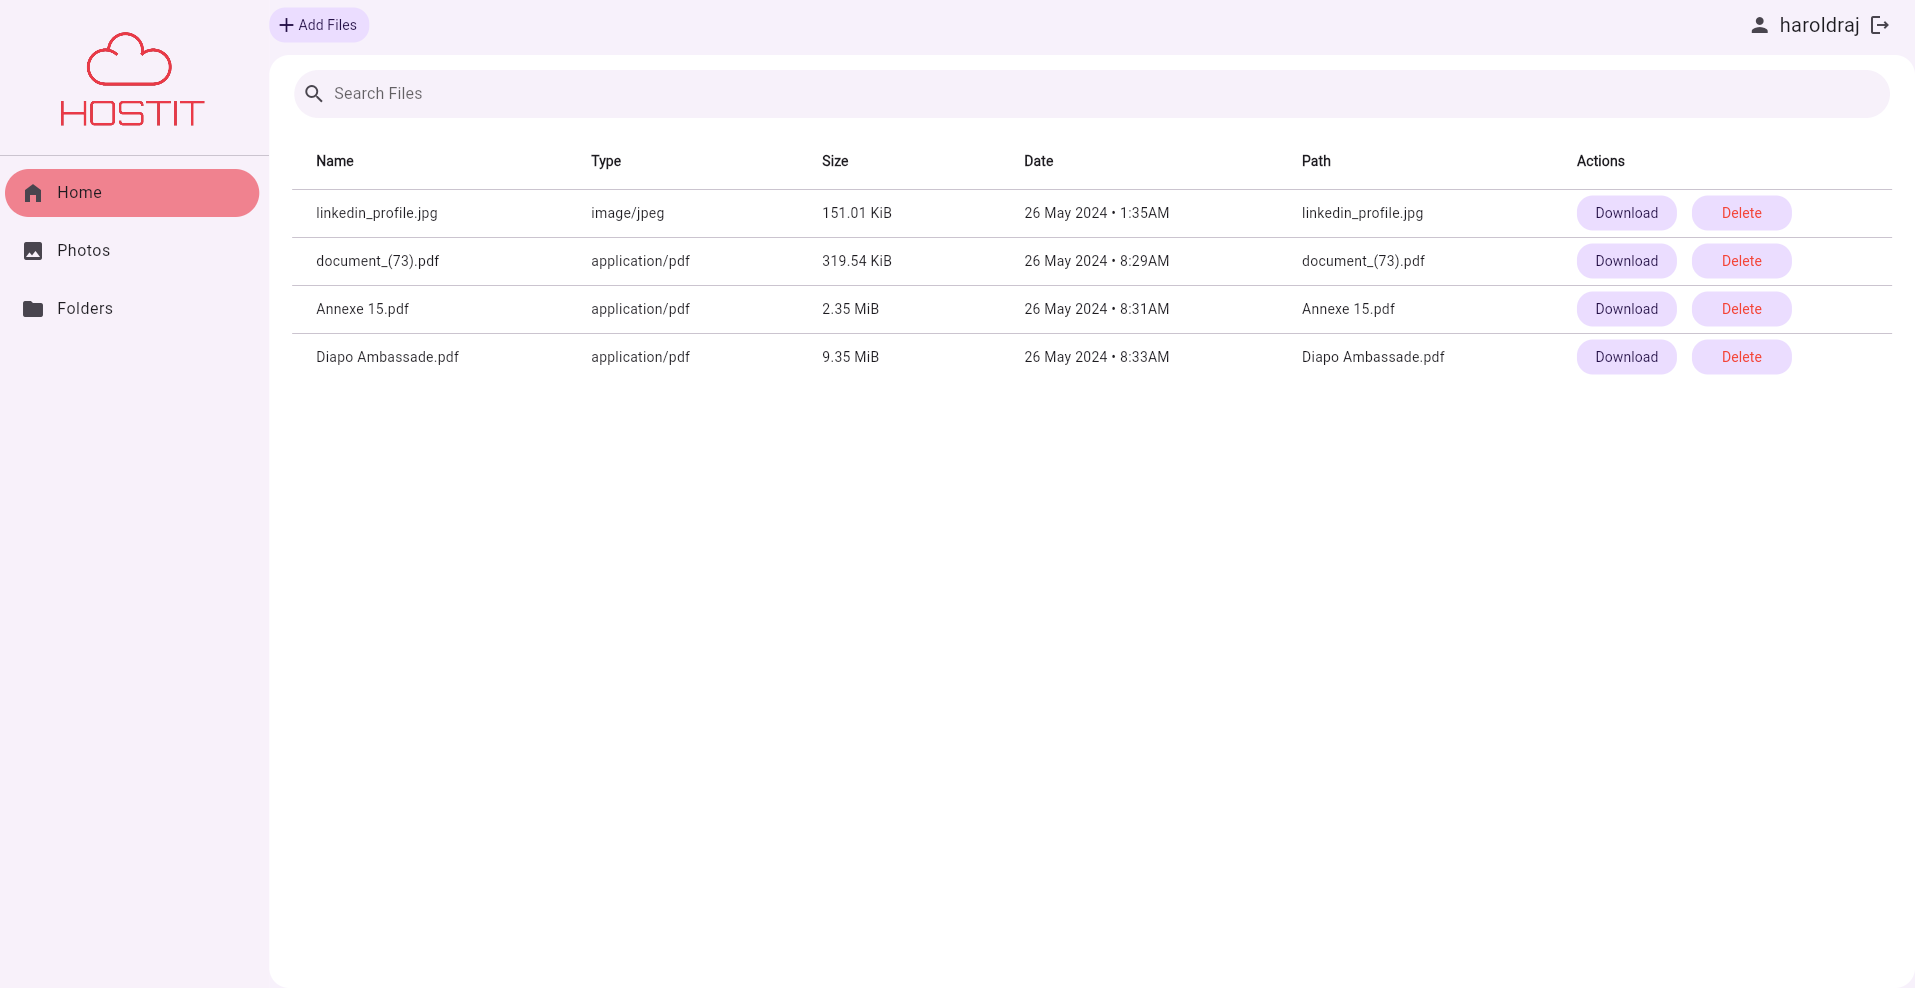 HOSTIT
Home
Photos
Folders
Add Files
haroldraj
Search Files
Name Type Size Date Path Actions
linkedin_profile.jpg image/jpeg 151.01 KiB 26 May 2024 • 1:35AM linkedin_profile.jpg Download Delete
document_(73).pdf application/pdf 319.54 KiB 26 May 2024 • 8:29AM document_(73).pdf Download Delete
Annexe 15.pdf application/pdf 2.35 MiB 26 May 2024 • 8:31AM Annexe 15.pdf Download Delete
Diapo Ambassade.pdf application/pdf 9.35 MiB 26 May 2024 • 8:33AM Diapo Ambassade.pdf Download Delete